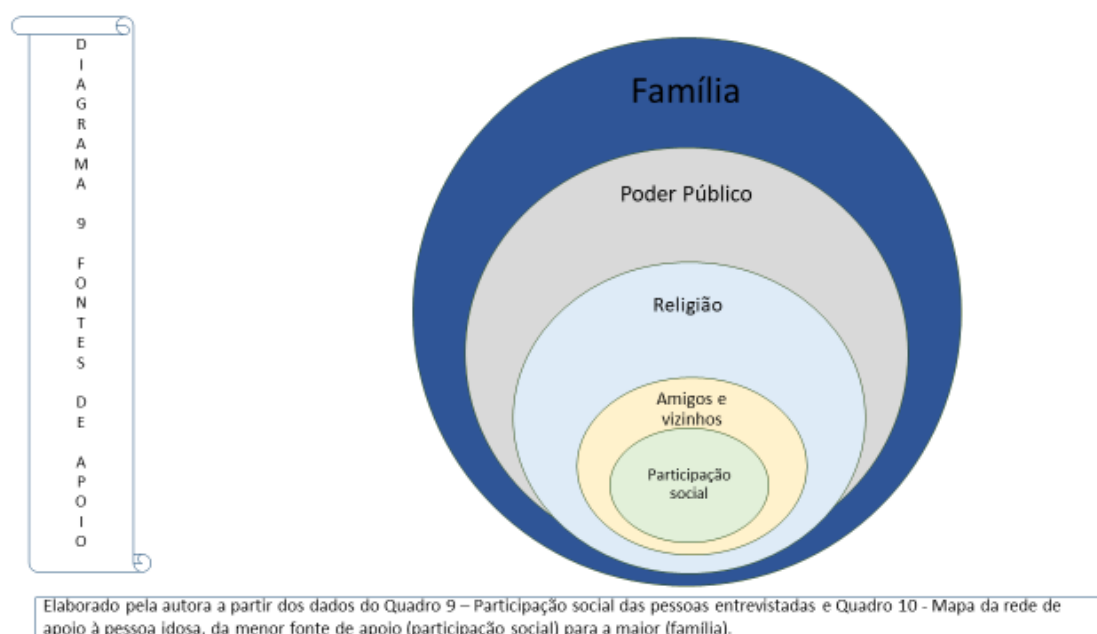 DIAGRAMA 9 FONTES DE APOIO
Família
Poder Público
Religião
Amigos e
vizinhos
Participação
social
Elaborado pela autora a partir dos dados do Quadro 9 – Participação social das pessoas entrevistadas e Quadro 10 - Mapa da rede de
apoio à pessoa idosa, da menor fonte de apoio (participação social) para a maior (família).